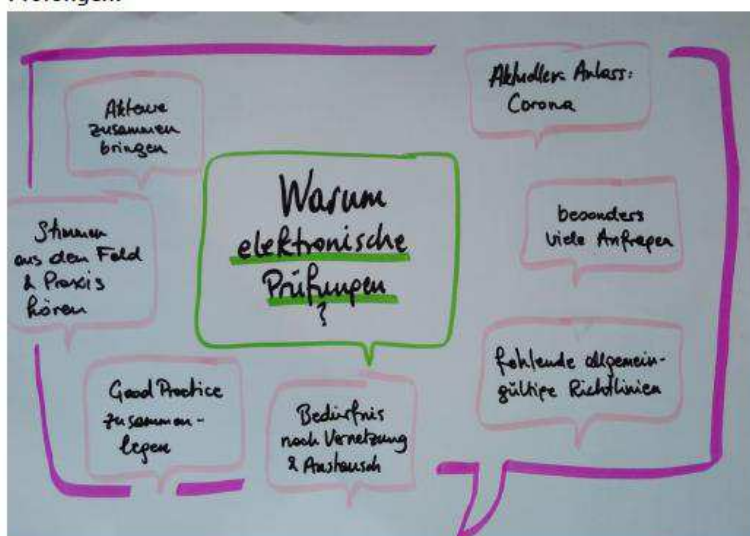 Warum
elektronische
Prüfungen
?
Aktueller Anlass:
Corona
besonders
viele Anfragen
fehlende allgemein-
gültige Richtlinien
Bedürfnis
nach Vernetzung
& Austausch
Good Practice
zusammen-
legen
Stimmen
aus dem Feld
& Praxis
hören
Akteure
zusammen
bringen